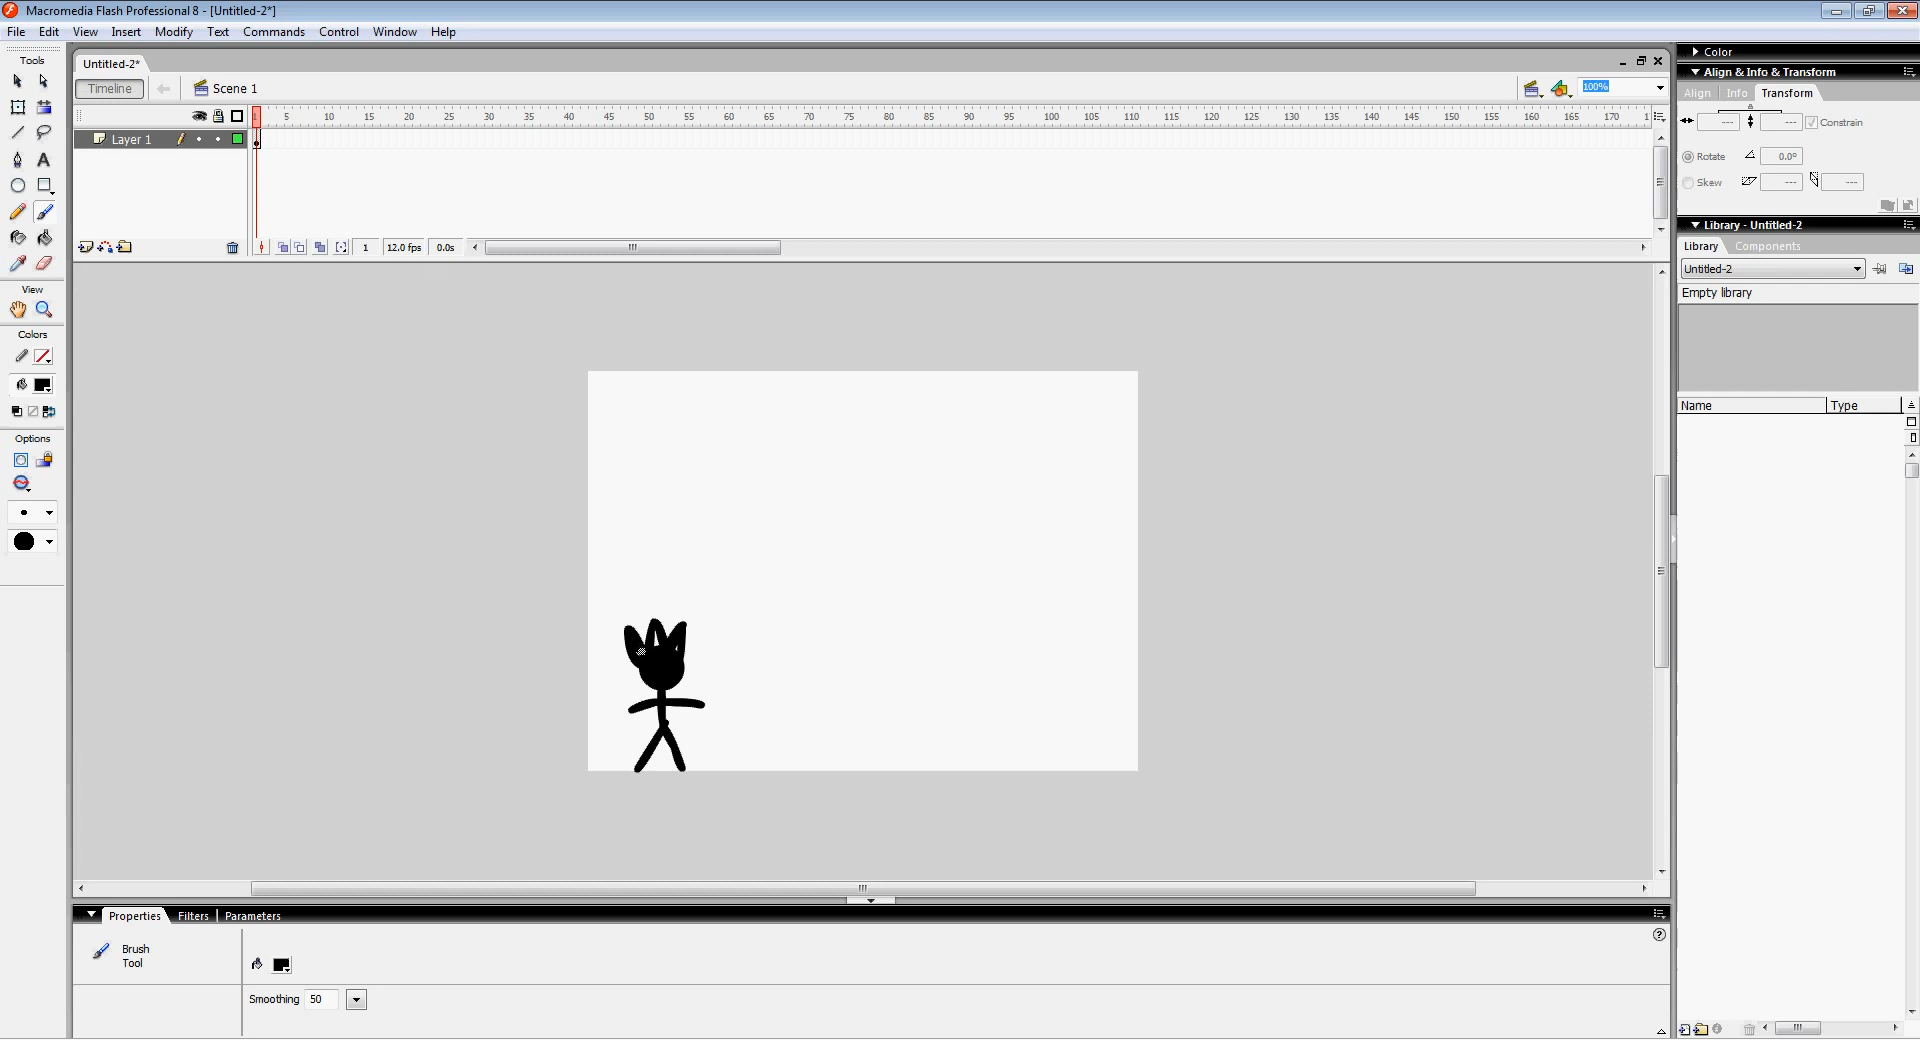 Macromedia Flash Professional 8 - [Untitled-2*]
File Edit View Insert Modify Text Commands Control Window Help
Tools
Untitled-2*
Timeline
Scene 1
100%
5 10 15 20 25 30 35 40 45 50 55 60 65 70 75 80 85 90 95 100 105 110 115 120 125 130 135 140 145 150 155 160 165 170 1
Layer 1
1 12.0 fps 0.0s
View
Colors
Options
Color
Align & Info & Transform
Align Info Transform
--- --- Constrain
Rotate 0.0°
Skew --- ---
Library - Untitled-2
Library Components
Untitled-2
Empty library
Name Type
Properties Filters Parameters
Brush
Tool
Smoothing 50